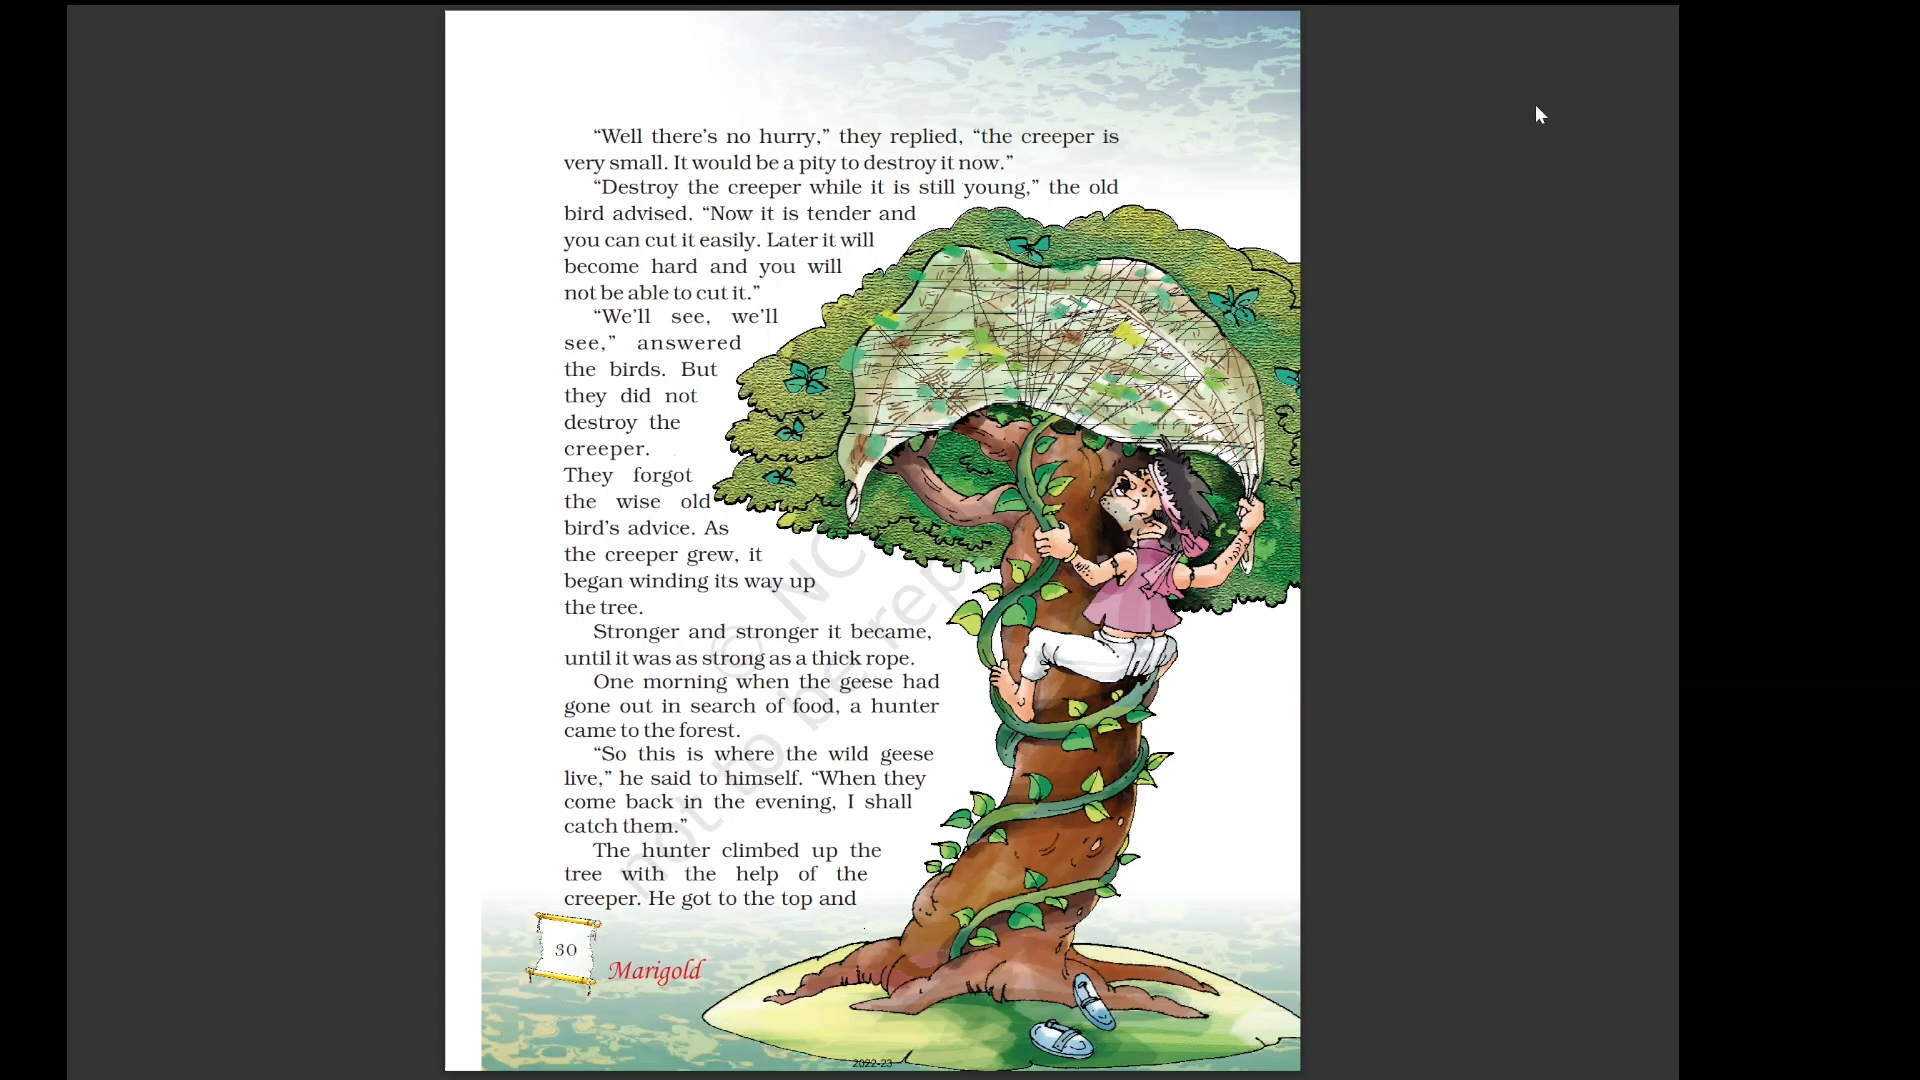 “Well there’s no hurry,” they replied, “the creeper is
very small. It would be a pity to destroy it now.”
“Destroy the creeper while it is still young,” the old
bird advised. “Now it is tender and
you can cut it easily. Later it will
become hard and you will
not be able to cut it.”
“We’ll see, we’ll
see,” answered
the birds. But
they did not
destroy the
creeper.
They forgot
the wise old
bird’s advice. As
the creeper grew, it
began winding its way up
the tree.
Stronger and stronger it became,
until it was as strong as a thick rope.
One morning when the geese had
gone out in search of food, a hunter
came to the forest.
“So this is where the wild geese
live,” he said to himself. “When they
come back in the evening, I shall
catch them.”
The hunter climbed up the
tree with the help of the
creeper. He got to the top and
30
Marigold
2022-23
© NC
not to be rep